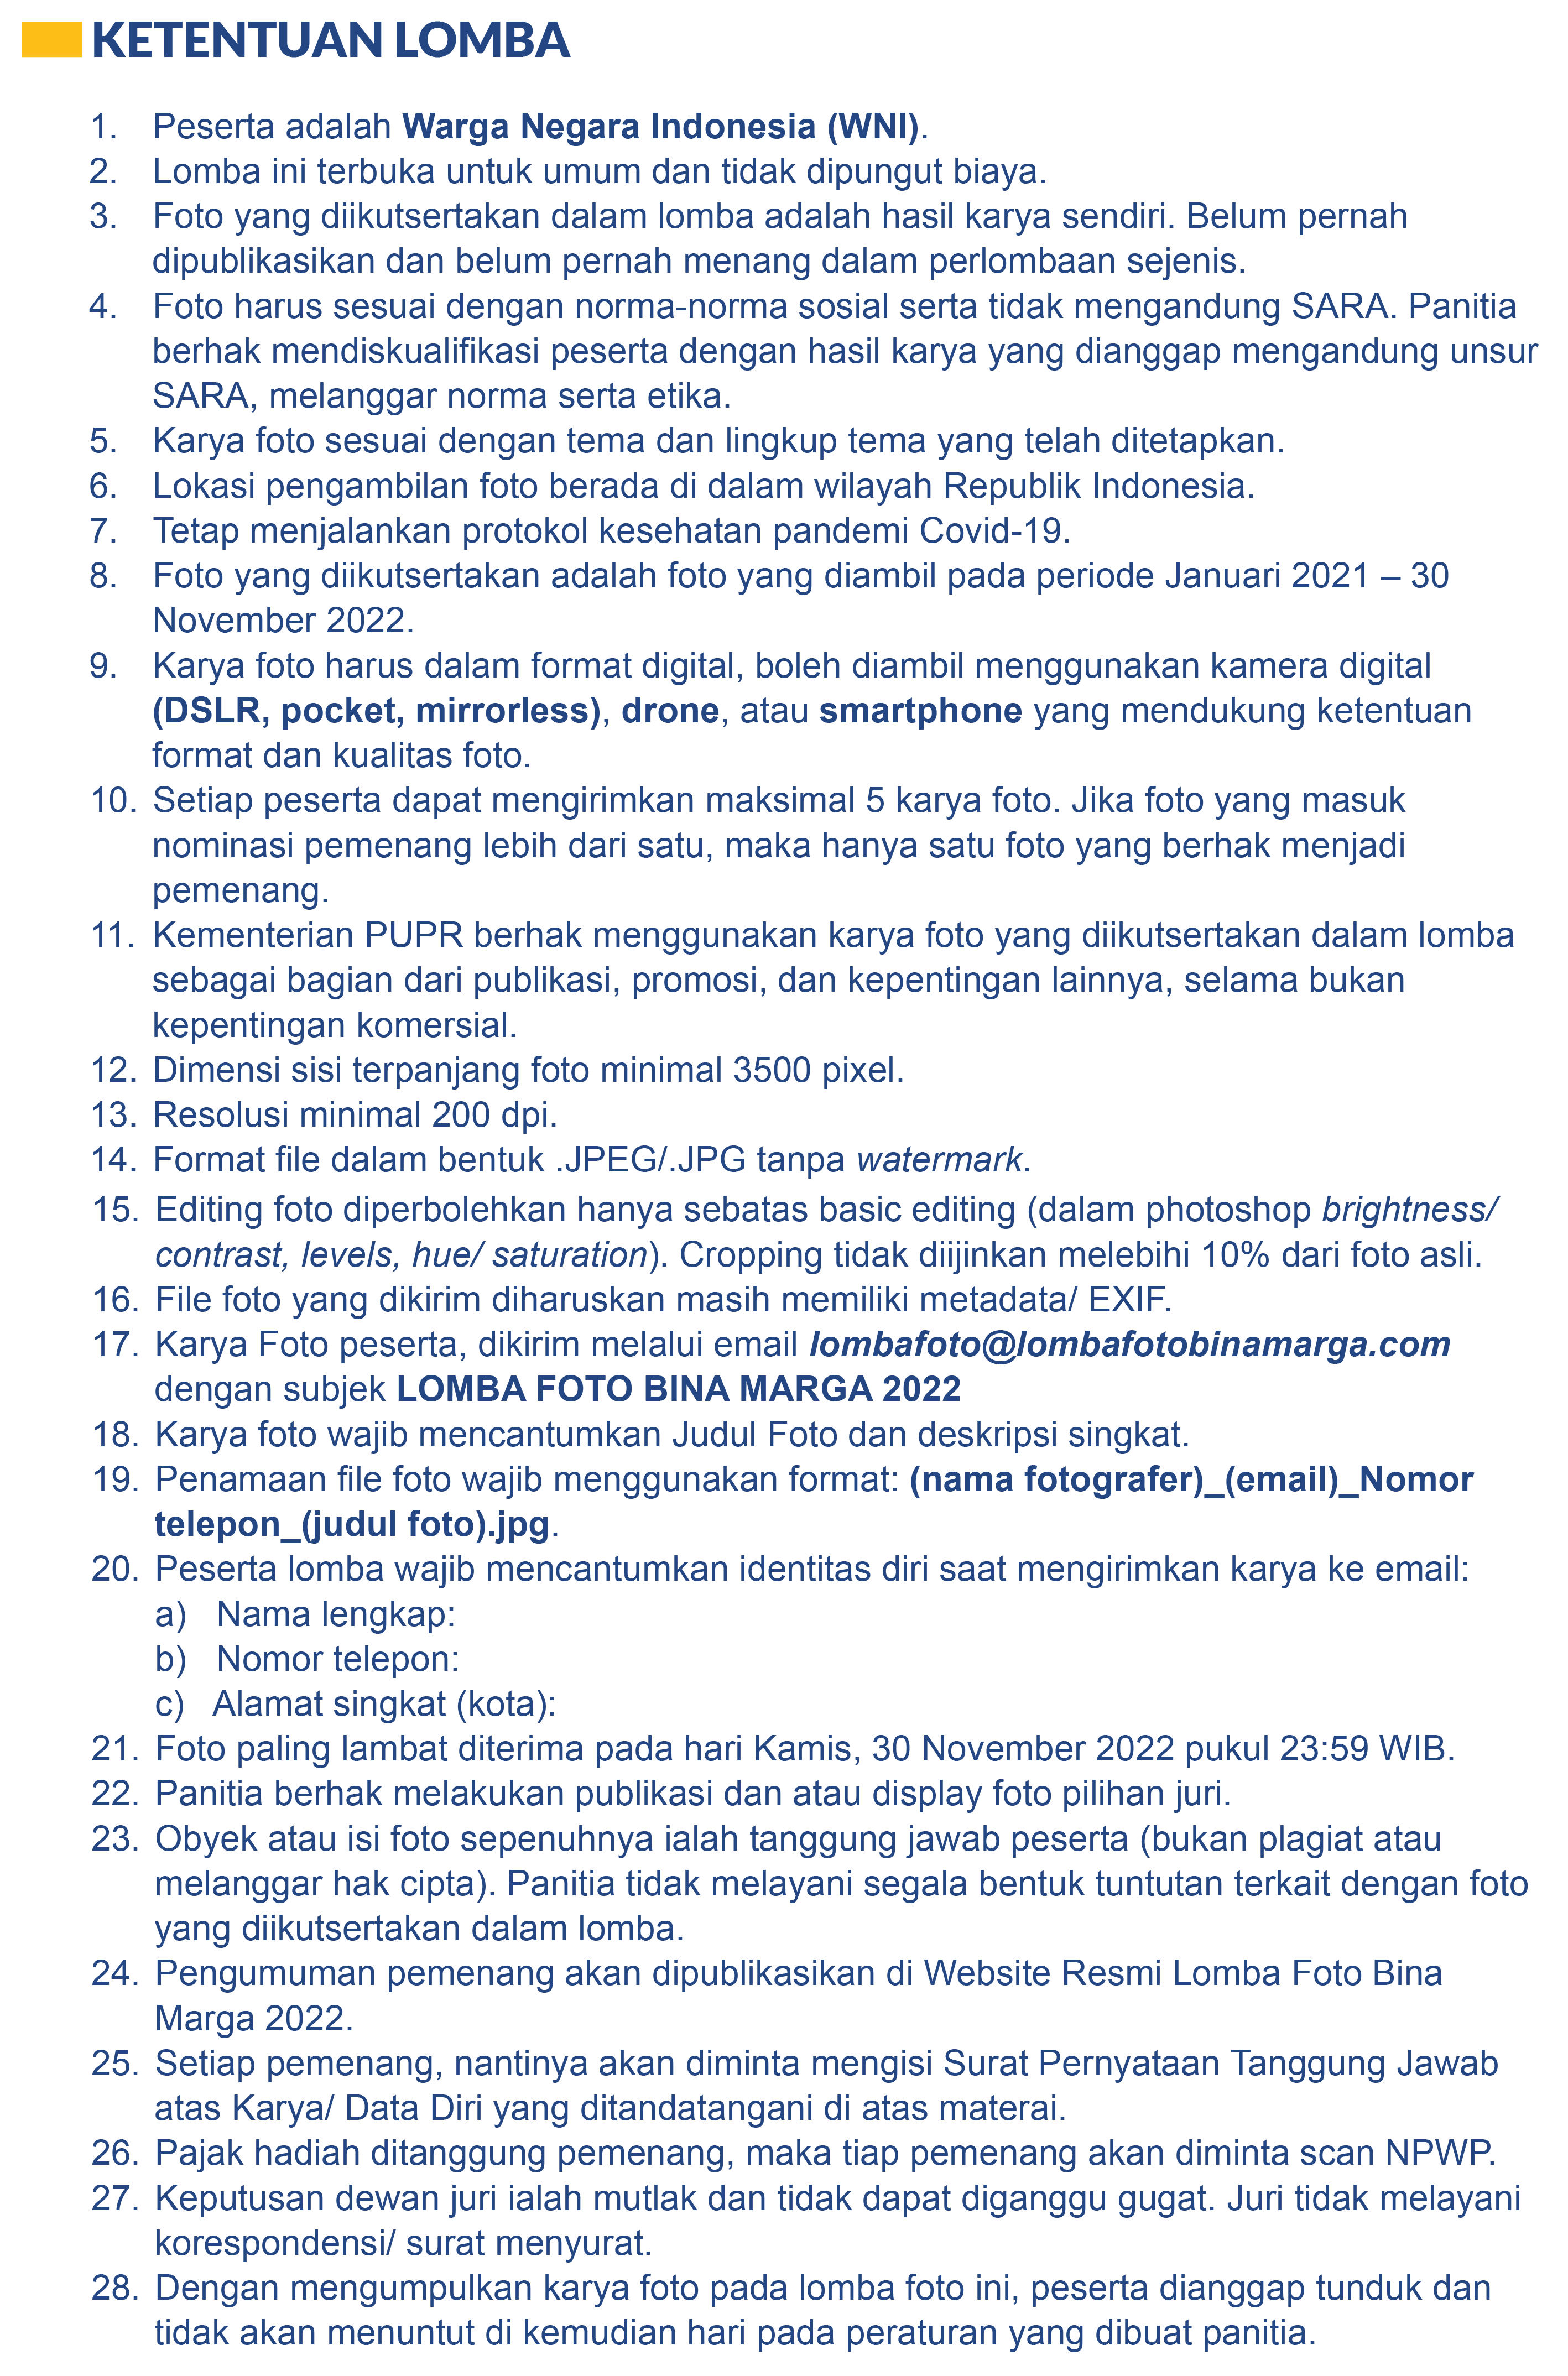 KETENTUAN LOMBA
1. Peserta adalah Warga Negara Indonesia (WNI).
2. Lomba ini terbuka untuk umum dan tidak dipungut biaya.
3. Foto yang diikutsertakan dalam lomba adalah hasil karya sendiri. Belum pernah
dipublikasikan dan belum pernah menang dalam perlombaan sejenis.
4. Foto harus sesuai dengan norma-norma sosial serta tidak mengandung SARA. Panitia
berhak mendiskualifikasi peserta dengan hasil karya yang dianggap mengandung unsur
SARA, melanggar norma serta etika.
5. Karya foto sesuai dengan tema dan lingkup tema yang telah ditetapkan.
6. Lokasi pengambilan foto berada di dalam wilayah Republik Indonesia.
7. Tetap menjalankan protokol kesehatan pandemi Covid-19.
8. Foto yang diikutsertakan adalah foto yang diambil pada periode Januari 2021 – 30
November 2022.
9. Karya foto harus dalam format digital, boleh diambil menggunakan kamera digital
(DSLR, pocket, mirrorless), drone, atau smartphone yang mendukung ketentuan
format dan kualitas foto.
10. Setiap peserta dapat mengirimkan maksimal 5 karya foto. Jika foto yang masuk
nominasi pemenang lebih dari satu, maka hanya satu foto yang berhak menjadi
pemenang.
11. Kementerian PUPR berhak menggunakan karya foto yang diikutsertakan dalam lomba
sebagai bagian dari publikasi, promosi, dan kepentingan lainnya, selama bukan
kepentingan komersial.
12. Dimensi sisi terpanjang foto minimal 3500 pixel.
13. Resolusi minimal 200 dpi.
14. Format file dalam bentuk .JPEG/.JPG tanpa watermark.
15. Editing foto diperbolehkan hanya sebatas basic editing (dalam photoshop brightness/
contrast, levels, hue/ saturation). Cropping tidak diijinkan melebihi 10% dari foto asli.
16. File foto yang dikirim diharuskan masih memiliki metadata/ EXIF.
17. Karya Foto peserta, dikirim melalui email lombafoto@lombafotobinamarga.com
dengan subjek LOMBA FOTO BINA MARGA 2022
18. Karya foto wajib mencantumkan Judul Foto dan deskripsi singkat.
19. Penamaan file foto wajib menggunakan format: (nama fotografer)_(email)_Nomor
telepon_(judul foto).jpg.
20. Peserta lomba wajib mencantumkan identitas diri saat mengirimkan karya ke email:
a) Nama lengkap:
b) Nomor telepon:
c) Alamat singkat (kota):
21. Foto paling lambat diterima pada hari Kamis, 30 November 2022 pukul 23:59 WIB.
22. Panitia berhak melakukan publikasi dan atau display foto pilihan juri.
23. Obyek atau isi foto sepenuhnya ialah tanggung jawab peserta (bukan plagiat atau
melanggar hak cipta). Panitia tidak melayani segala bentuk tuntutan terkait dengan foto
yang diikutsertakan dalam lomba.
24. Pengumuman pemenang akan dipublikasikan di Website Resmi Lomba Foto Bina
Marga 2022.
25. Setiap pemenang, nantinya akan diminta mengisi Surat Pernyataan Tanggung Jawab
atas Karya/ Data Diri yang ditandatangani di atas materai.
26. Pajak hadiah ditanggung pemenang, maka tiap pemenang akan diminta scan NPWP.
27. Keputusan dewan juri ialah mutlak dan tidak dapat diganggu gugat. Juri tidak melayani
korespondensi/ surat menyurat.
28. Dengan mengumpulkan karya foto pada lomba foto ini, peserta dianggap tunduk dan
tidak akan menuntut di kemudian hari pada peraturan yang dibuat panitia.